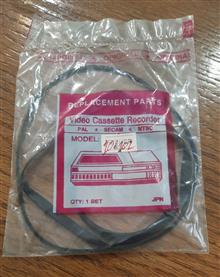 REPLACEMENT PARTS
Video Cassette Recorder
PAL • SECAM • NTSC
MODEL:
QTY: 1 SET JPN